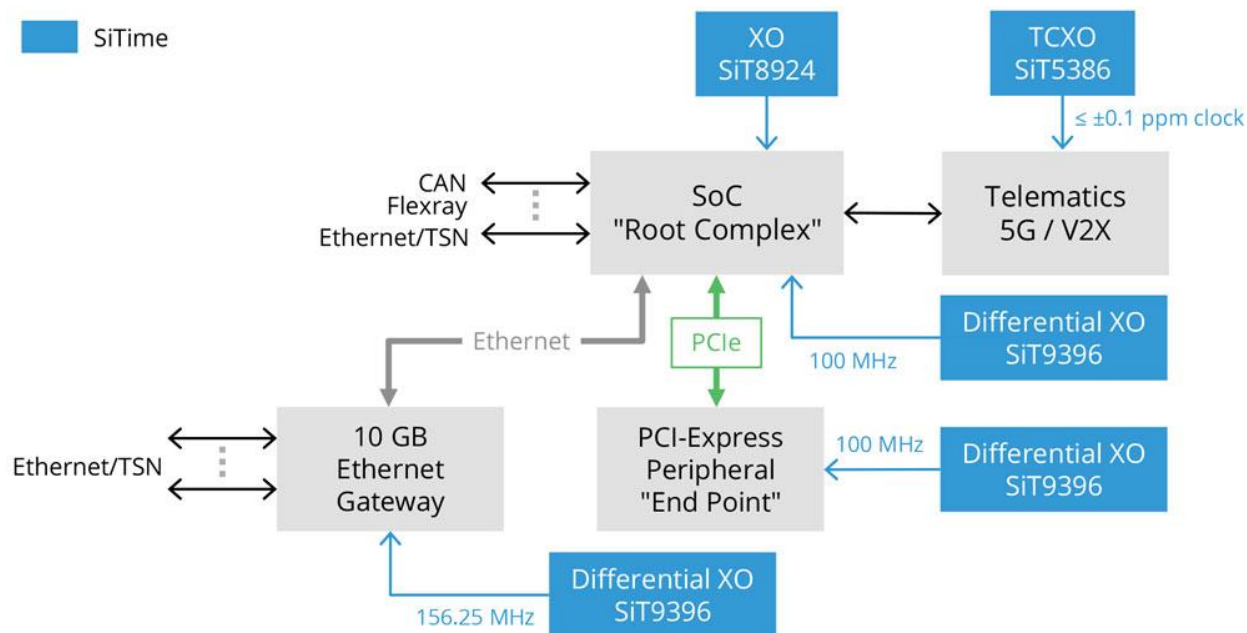 SiTime
XO
SiT8924
TCXO
SiT5386
≤ ±0.1 ppm clock
CAN
Flexray
Ethernet/TSN
SoC
"Root Complex"
Telematics
5G / V2X
Ethernet
PCIe
100 MHz
Differential XO
SiT9396
Ethernet/TSN
10 GB
Ethernet
Gateway
PCI-Express
Peripheral
"End Point"
100 MHz
Differential XO
SiT9396
156.25 MHz
Differential XO
SiT9396